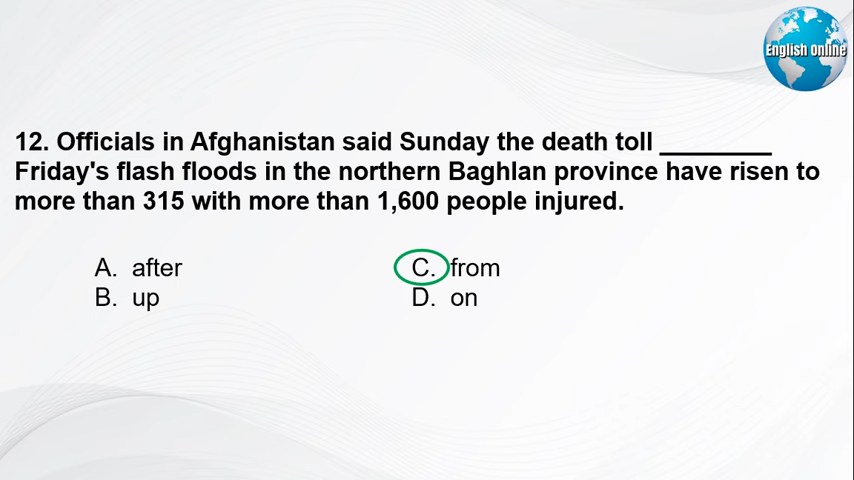 English Online
12. Officials in Afghanistan said Sunday the death toll ________
Friday's flash floods in the northern Baghlan province have risen to
more than 315 with more than 1,600 people injured.
A. after
B. up
C. from
D. on